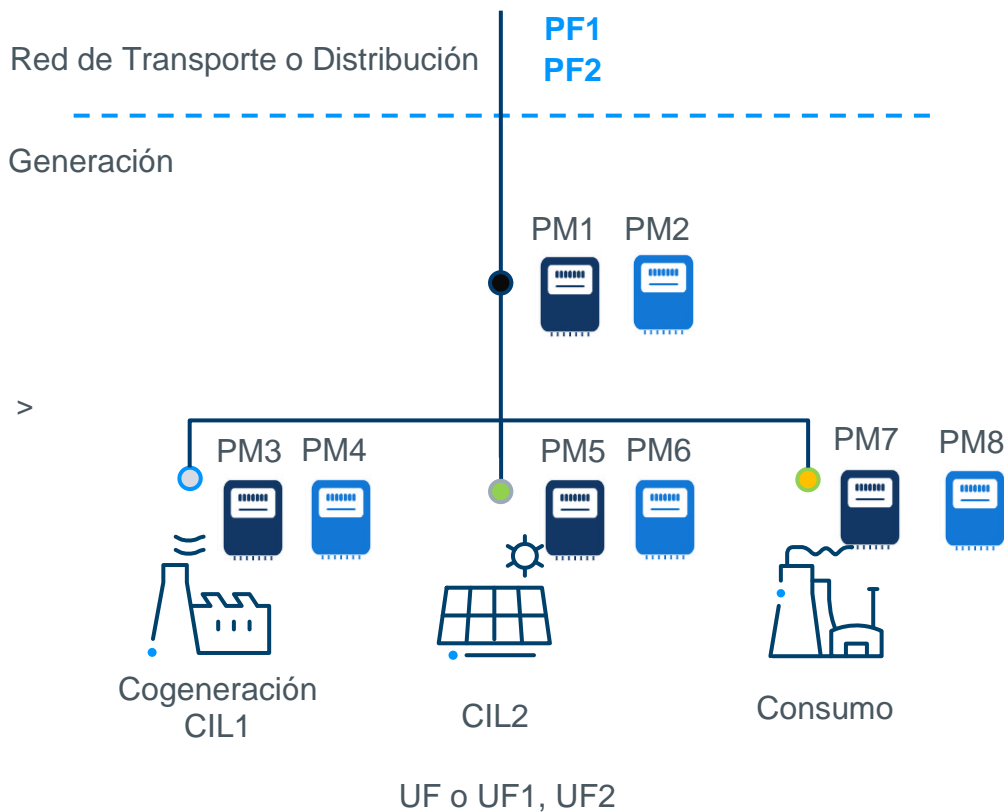 PF1
Red de Transporte o Distribución
PF2
Generación
PM1 PM2
>
PM3 PM4 PM5 PM6 PM7 PM8
Cogeneración
CIL1
CIL2
Consumo
UF o UF1, UF2